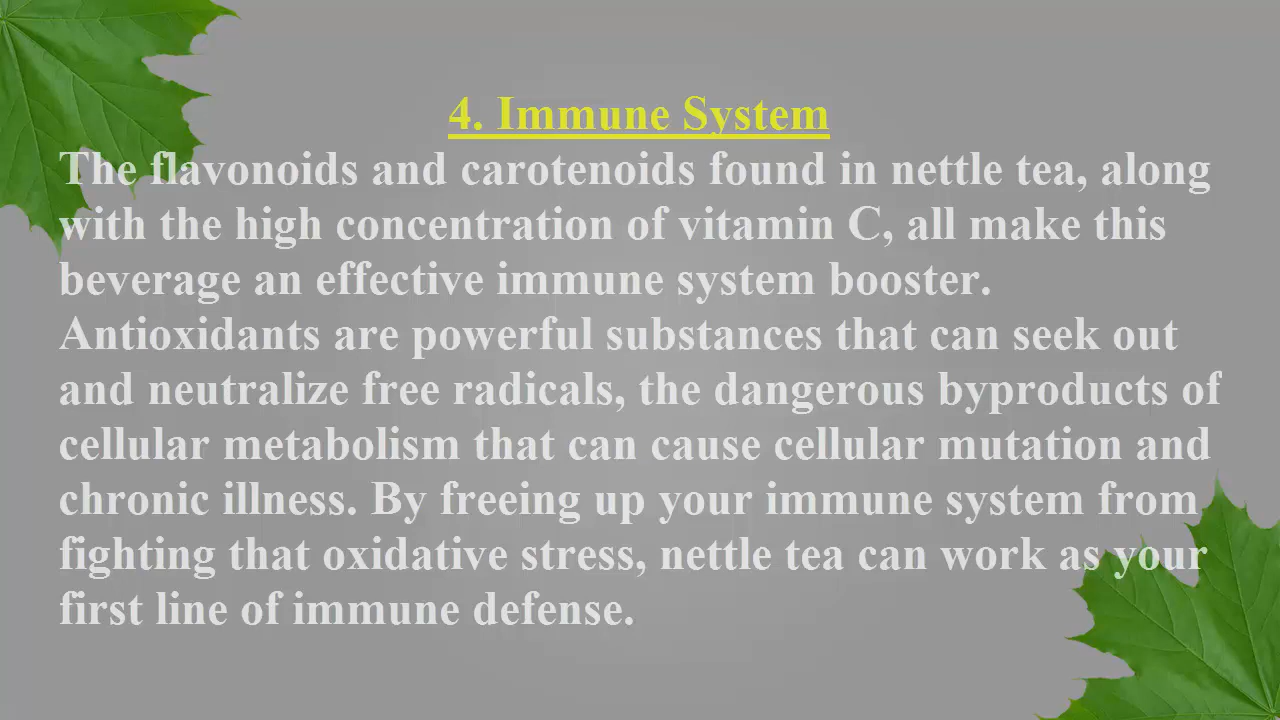 4. Immune System
The flavonoids and carotenoids found in nettle tea, along
with the high concentration of vitamin C, all make this
beverage an effective immune system booster.
Antioxidants are powerful substances that can seek out
and neutralize free radicals, the dangerous byproducts of
cellular metabolism that can cause cellular mutation and
chronic illness. By freeing up your immune system from
fighting that oxidative stress, nettle tea can work as your
first line of immune defense.